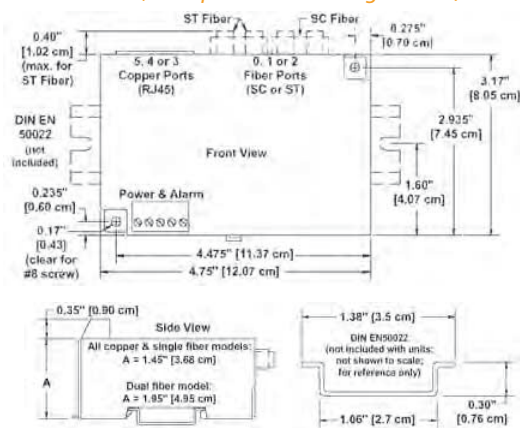 ST Fiber
SC Fiber
0.40"
[1.02 cm]
(max. for
ST Fiber)
0.275"
[0.70 cm]
5, 4 or 3
Copper Ports
(RJ45)
0, 1 or 2
Fiber Ports
(SC or ST)
3.17"
[8.05 cm]
2.935"
[7.45 cm]
DIN EN
50022
(not
included)
Front View
1.60"
[4.07 cm]
0.235"
[0.60 cm]
Power & Alarm
0.17"
[0.43]
(clear for
#8 screw)
4.475" [11.37 cm]
4.75" [12.07 cm]
0.35" [0.90 cm]
Side View
All copper & single fiber models:
A = 1.45" [3.68 cm]
A
Dual fiber model:
A = 1.95" [4.95 cm]
1.38" [3.5 cm]
DIN EN50022
(not included with units;
not shown to scale;
for reference only)
0.30"
[0.76 cm]
1.06" [2.7 cm]